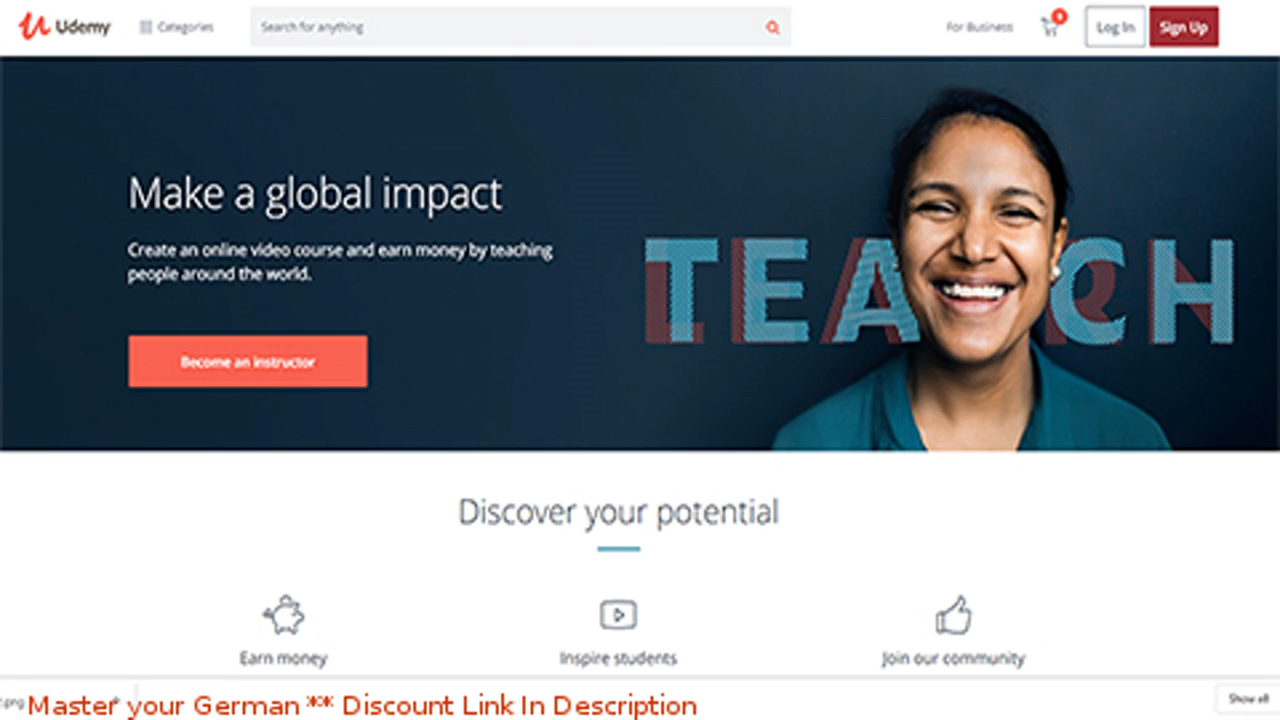 Udemy
Categories
Search for anything
For Business
Log In
Sign Up
Make a global impact
Create an online video course and earn money by teaching
people around the world.
Become an instructor
TEACH
Discover your potential
Earn money
Inspire students
Join our community
.png
Show all
Master your German ** Discount Link In Description